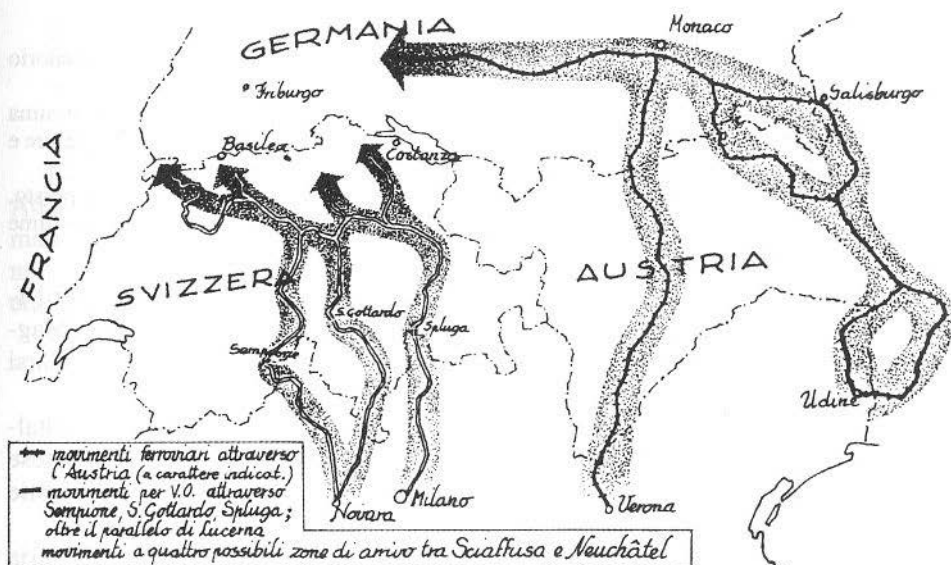 Monaco
GERMANIA
Salisburgo
Friburgo
Basilea
Costanza
FRANCIA
SVIZZERA
AUSTRIA
S. Gottardo
Spluga
Sempione
Udine
Milano
Novara
Verona
movimenti ferroviari attraverso
l'Austria (a carattere indicat.)
movimenti per V.O. attraverso
Sempione, S. Gottardo, Spluga;
oltre il parallelo di Lucerna
movimenti a quattro possibili zone di arrivo tra Sciaffusa e Neuchâtel